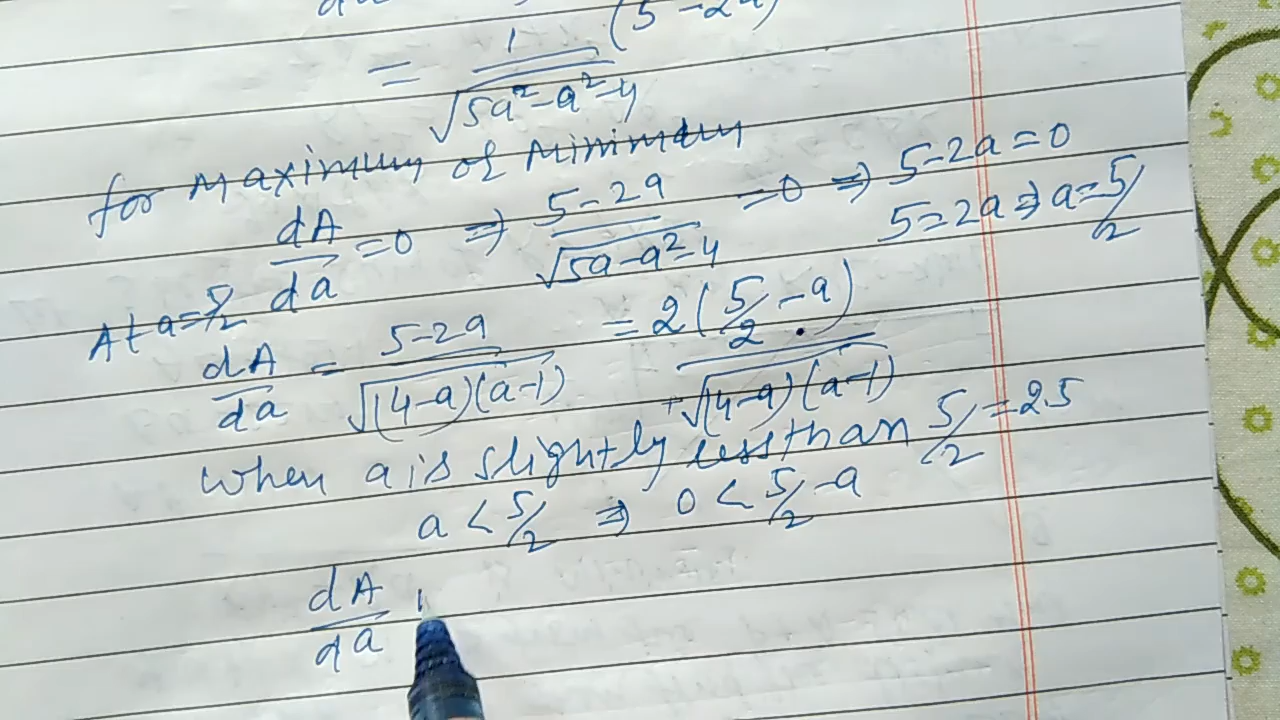 = 1/√(5a²-a²-4) (5-2a)
for Maximum of Minimum
dA/da = 0 ⇒ (5-2a)/√(5a-a²-4) = 0 ⇒ 5-2a=0
5=2a ⇒ a=5/2
At a=5/2
dA/da = (5-2a)/√((4-a)(a-1)) = 2(5/2 - a)/+√((4-a)(a-1))
When a is slightly less than 5/2 = 2.5
a < 5/2 ⇒ 0 < 5/2 - a
dA/da